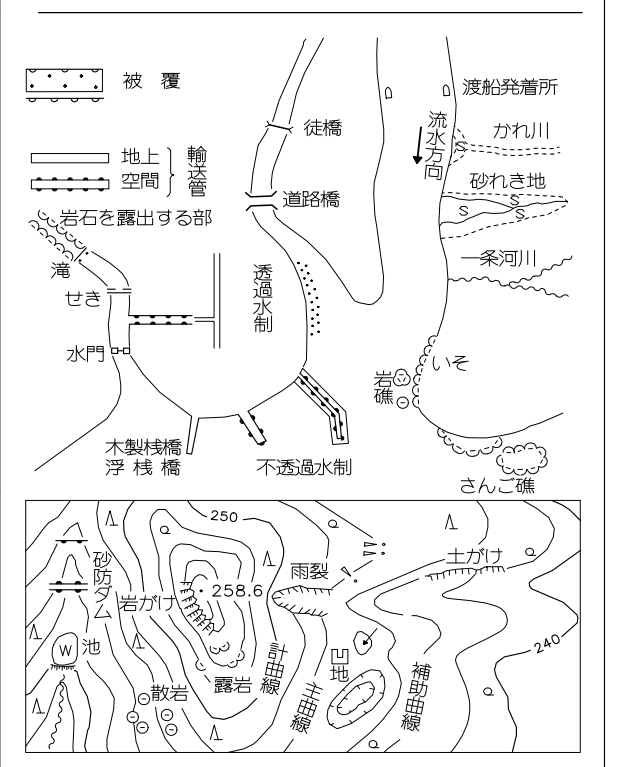 被覆
渡船発着所
流水方向
かれ川
徒橋
地上
空間
輸送管
砂れき地
道路橋
岩石を露出する部
滝
せき
透過水制
一条河川
水門
いそ
岩礁
木製桟橋
浮桟橋
不透過水制
さんご礁
250
砂防ダム
雨裂
土がけ
岩がけ
258.6
W
池
計曲線
凹地
240
補助曲線
露岩
主曲線
散岩